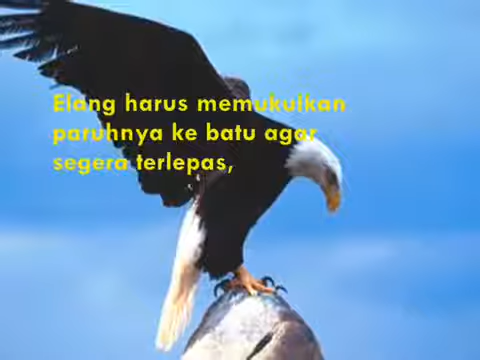 Elang harus memukulkan
paruhnya ke batu agar
segera terlepas,